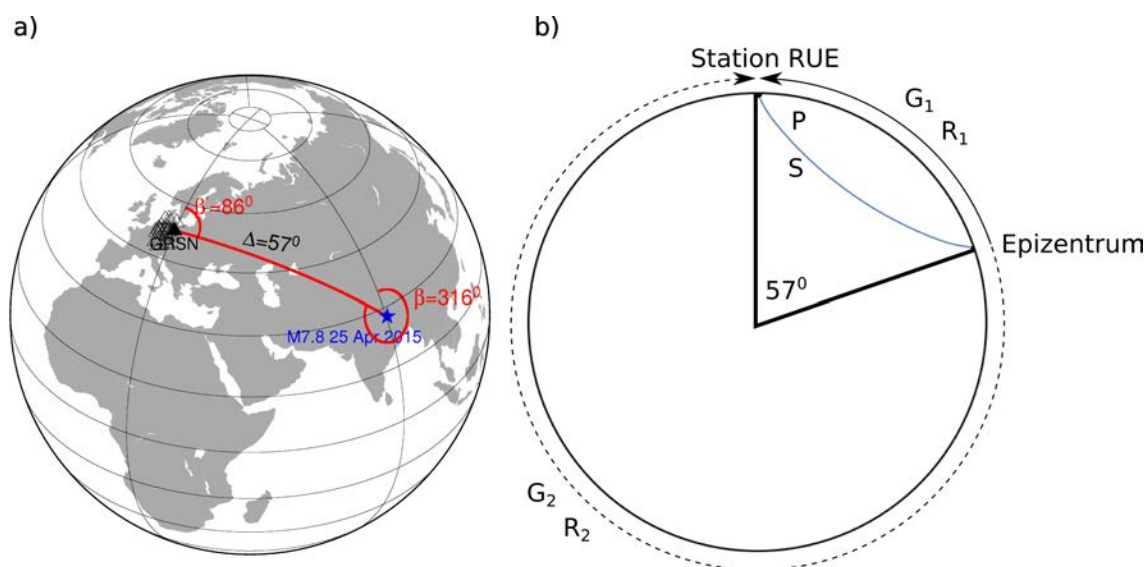 a)
β'=86⁰
GRSN
Δ=57⁰
β=316⁰
M7.8 25 Apr 2015
b)
Station RUE
G₁
R₁
P
S
Epizentrum
57⁰
G₂
R₂